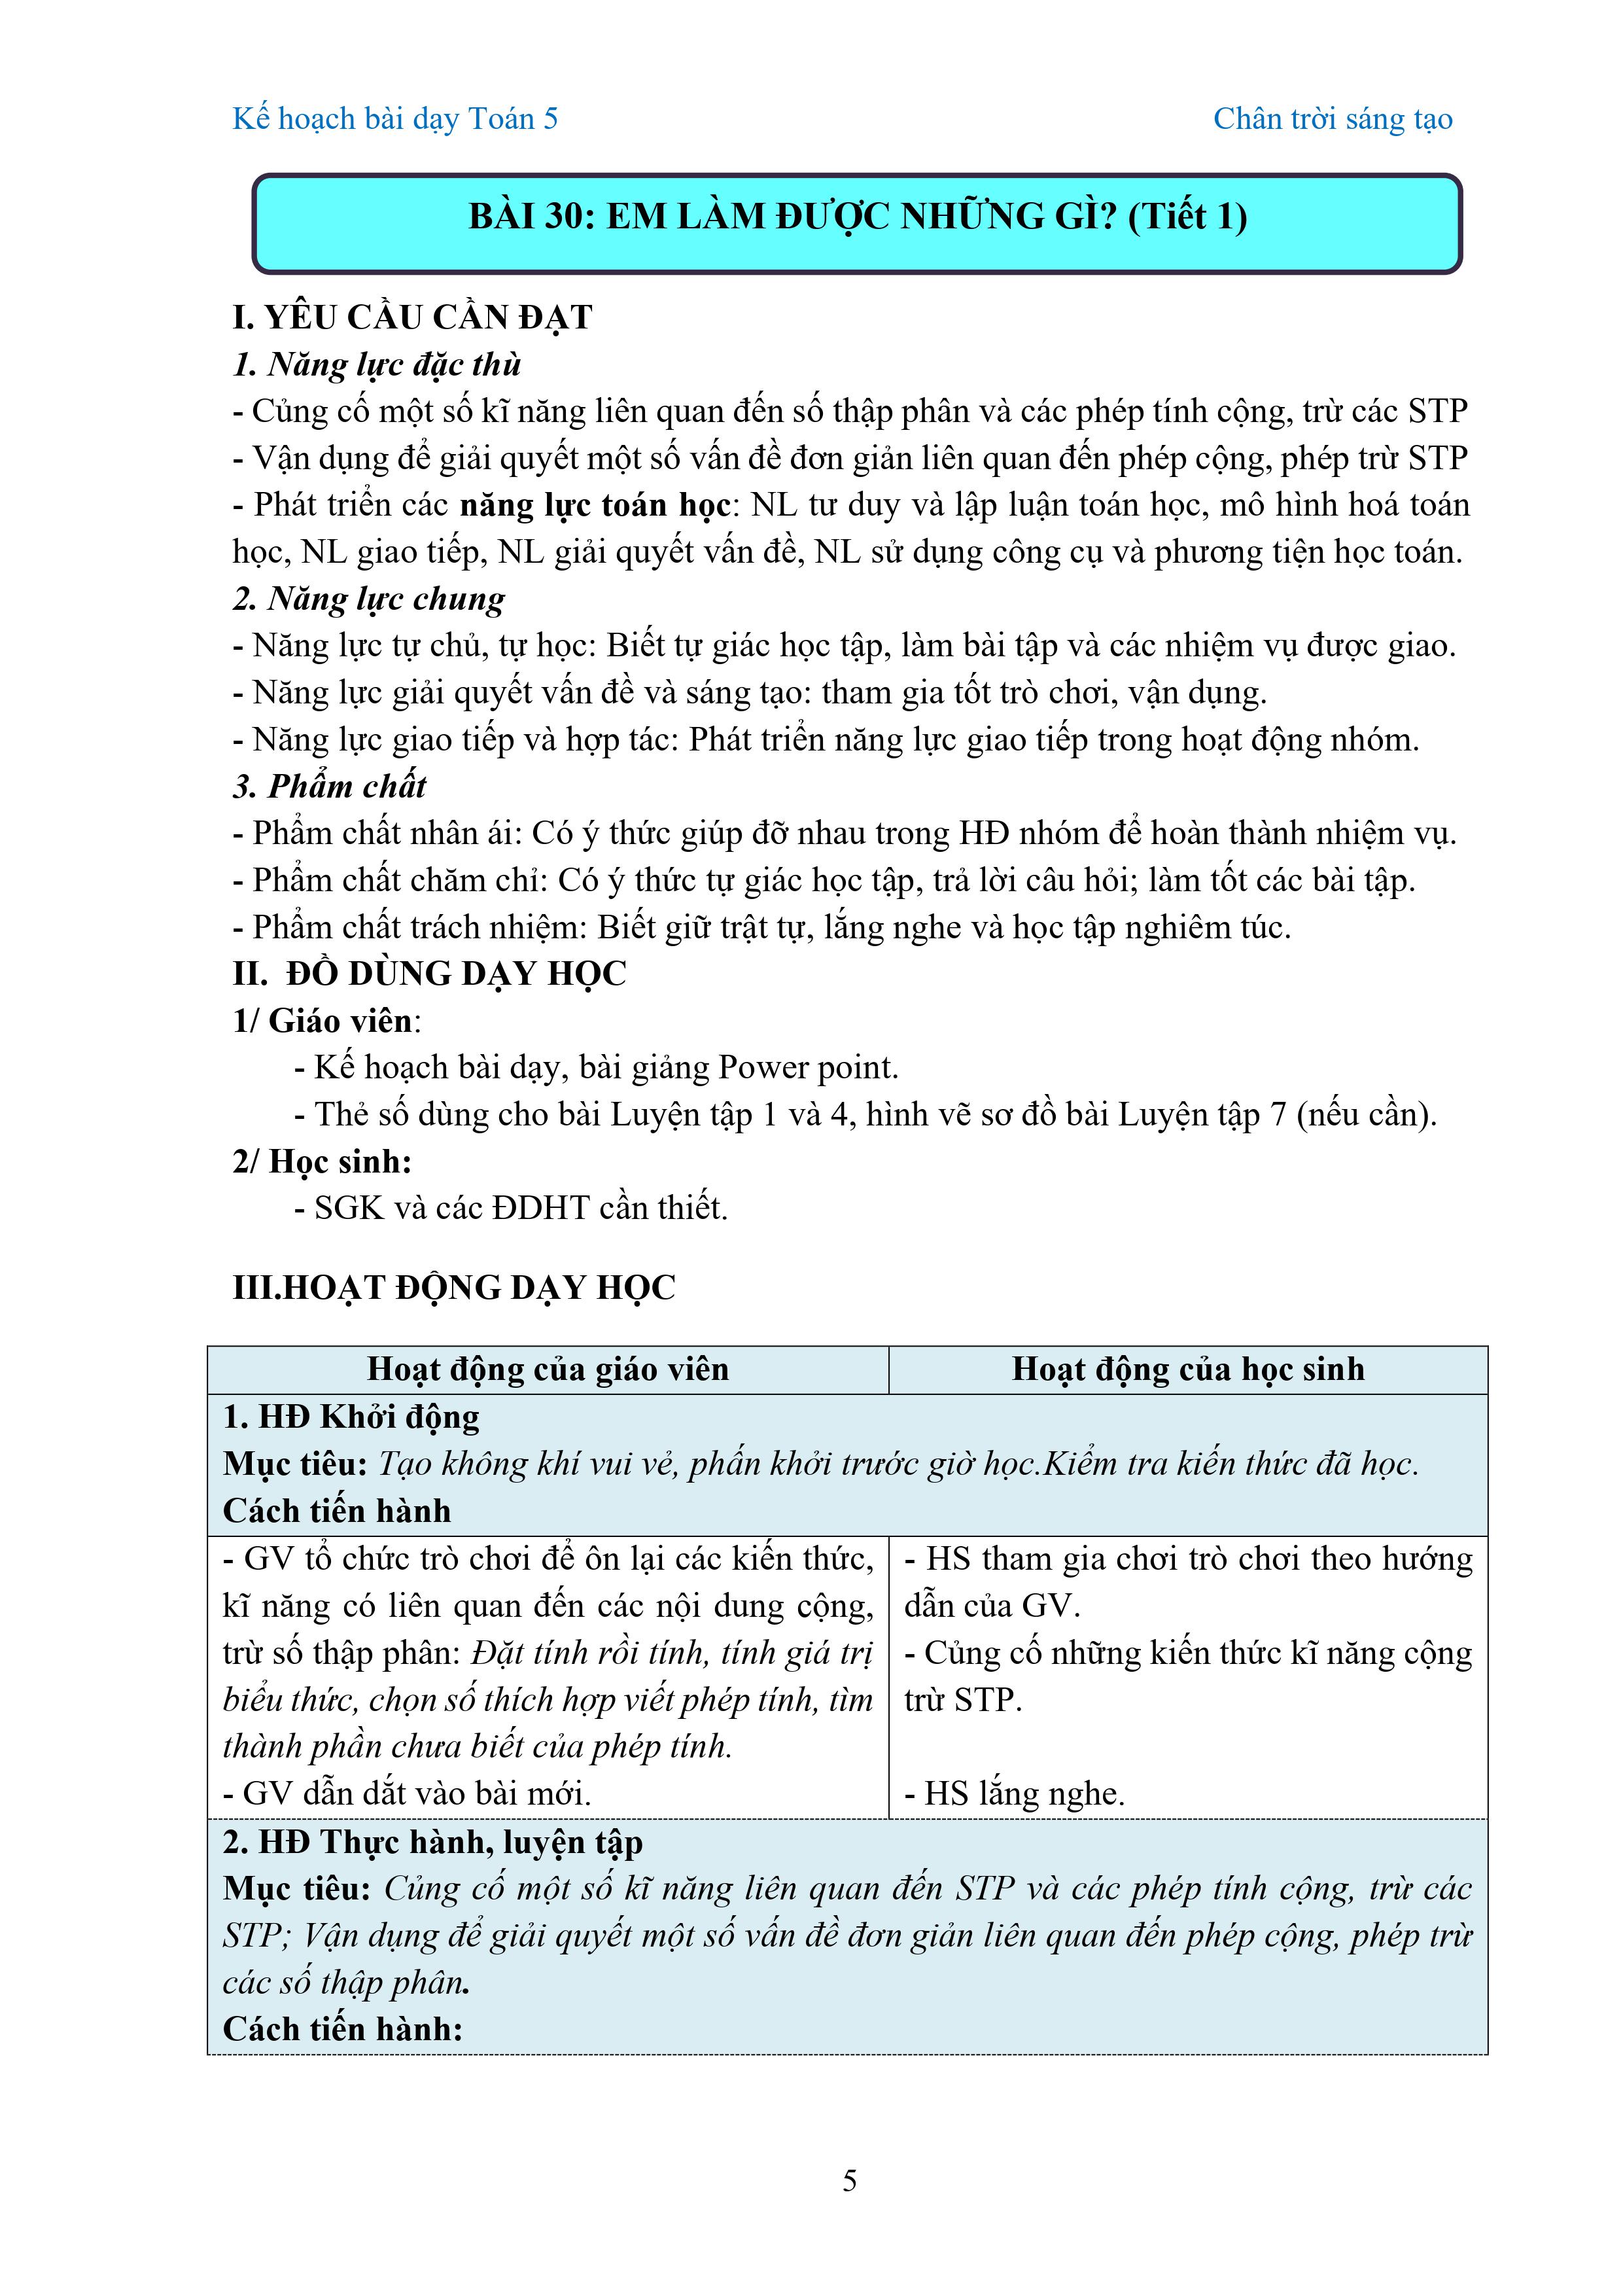 Kế hoạch bài dạy Toán 5
Chân trời sáng tạo
BÀI 30: EM LÀM ĐƯỢC NHỮNG GÌ? (Tiết 1)
I. YÊU CẦU CẦN ĐẠT
1. Năng lực đặc thù
- Củng cố một số kĩ năng liên quan đến số thập phân và các phép tính cộng, trừ các STP
- Vận dụng để giải quyết một số vấn đề đơn giản liên quan đến phép cộng, phép trừ STP
- Phát triển các năng lực toán học: NL tư duy và lập luận toán học, mô hình hoá toán
học, NL giao tiếp, NL giải quyết vấn đề, NL sử dụng công cụ và phương tiện học toán.
2. Năng lực chung
- Năng lực tự chủ, tự học: Biết tự giác học tập, làm bài tập và các nhiệm vụ được giao.
- Năng lực giải quyết vấn đề và sáng tạo: tham gia tốt trò chơi, vận dụng.
- Năng lực giao tiếp và hợp tác: Phát triển năng lực giao tiếp trong hoạt động nhóm.
3. Phẩm chất
- Phẩm chất nhân ái: Có ý thức giúp đỡ nhau trong HĐ nhóm để hoàn thành nhiệm vụ.
- Phẩm chất chăm chỉ: Có ý thức tự giác học tập, trả lời câu hỏi; làm tốt các bài tập.
- Phẩm chất trách nhiệm: Biết giữ trật tự, lắng nghe và học tập nghiêm túc.
II. ĐỒ DÙNG DẠY HỌC
1/ Giáo viên:
- Kế hoạch bài dạy, bài giảng Power point.
- Thẻ số dùng cho bài Luyện tập 1 và 4, hình vẽ sơ đồ bài Luyện tập 7 (nếu cần).
2/ Học sinh:
- SGK và các ĐDHT cần thiết.
III.HOẠT ĐỘNG DẠY HỌC
Hoạt động của giáo viên
Hoạt động của học sinh
1. HĐ Khởi động
Mục tiêu: Tạo không khí vui vẻ, phấn khởi trước giờ học.Kiểm tra kiến thức đã học.
Cách tiến hành
- GV tổ chức trò chơi để ôn lại các kiến thức,
kĩ năng có liên quan đến các nội dung cộng,
trừ số thập phân: Đặt tính rồi tính, tính giá trị
biểu thức, chọn số thích hợp viết phép tính, tìm
thành phần chưa biết của phép tính.
- GV dẫn dắt vào bài mới.
- HS tham gia chơi trò chơi theo hướng
dẫn của GV.
- Củng cố những kiến thức kĩ năng cộng
trừ STP.
- HS lắng nghe.
2. HĐ Thực hành, luyện tập
Mục tiêu: Củng cố một số kĩ năng liên quan đến STP và các phép tính cộng, trừ các
STP; Vận dụng để giải quyết một số vấn đề đơn giản liên quan đến phép cộng, phép trừ
các số thập phân.
Cách tiến hành:
5